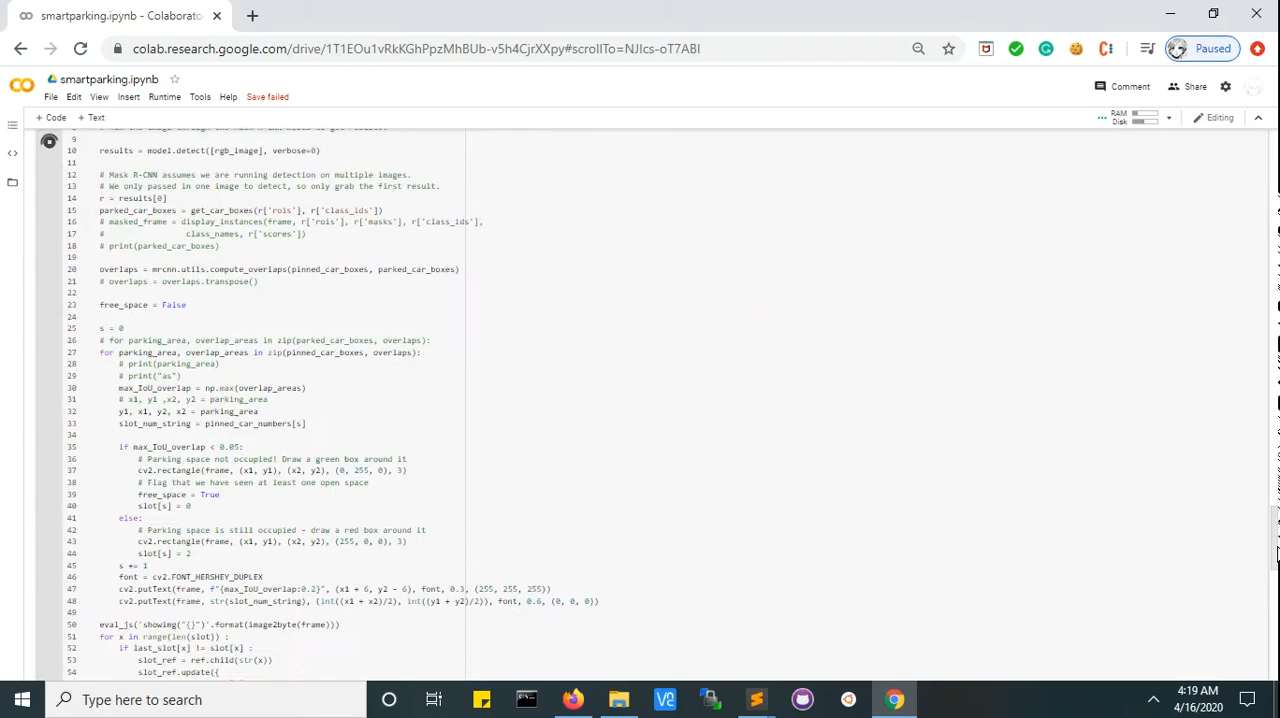 smartparking.ipynb - Colaborato
colab.research.google.com/drive/1T1EOu1vRkKGhPpzMhBUb-v5h4CjrXXpy#scrollTo=NJlcs-oT7ABl
Paused
smartparking.ipynb
File Edit View Insert Runtime Tools Help Save failed
Comment Share
+ Code + Text
RAM
Disk
Editing
9
10 results = model.detect([rgb_image], verbose=0)
11
12 # Mask R-CNN assumes we are running detection on multiple images.
13 # We only passed in one image to detect, so only grab the first result.
14 r = results[0]
15 parked_car_boxes = get_car_boxes(r['rois'], r['class_ids'])
16 # masked_frame = display_instances(frame, r['rois'], r['masks'], r['class_ids'],
17 # class_names, r['scores'])
18 # print(parked_car_boxes)
19
20 overlaps = mrcnn.utils.compute_overlaps(pinned_car_boxes, parked_car_boxes)
21 # overlaps = overlaps.transpose()
22
23 free_space = False
24
25 s = 0
26 # for parking_area, overlap_areas in zip(parked_car_boxes, overlaps):
27 for parking_area, overlap_areas in zip(pinned_car_boxes, overlaps):
28 # print(parking_area)
29 # print("as")
30 max_IoU_overlap = np.max(overlap_areas)
31 # x1, y1 ,x2, y2 = parking_area
32 y1, x1, y2, x2 = parking_area
33 slot_num_string = pinned_car_numbers[s]
34
35 if max_IoU_overlap < 0.05:
36 # Parking space not occupied! Draw a green box around it
37 cv2.rectangle(frame, (x1, y1), (x2, y2), (0, 255, 0), 3)
38 # Flag that we have seen at least one open space
39 free_space = True
40 slot[s] = 0
41 else:
42 # Parking space is still occupied - draw a red box around it
43 cv2.rectangle(frame, (x1, y1), (x2, y2), (255, 0, 0), 3)
44 slot[s] = 2
45 s += 1
46 font = cv2.FONT_HERSHEY_DUPLEX
47 cv2.putText(frame, f"{max_IoU_overlap:0.2}", (x1 + 6, y2 - 6), font, 0.3, (255, 255, 255))
48 cv2.putText(frame, str(slot_num_string), (int((x1 + x2)/2), int((y1 + y2)/2)), font, 0.6, (0, 0, 0))
49
50 eval_js('showimg("{}")'.format(image2byte(frame)))
51 for x in range(len(slot)) :
52 if last_slot[x] != slot[x] :
53 slot_ref = ref.child(str(x))
54 slot_ref.update({
Type here to search
4:19 AM
4/16/2020